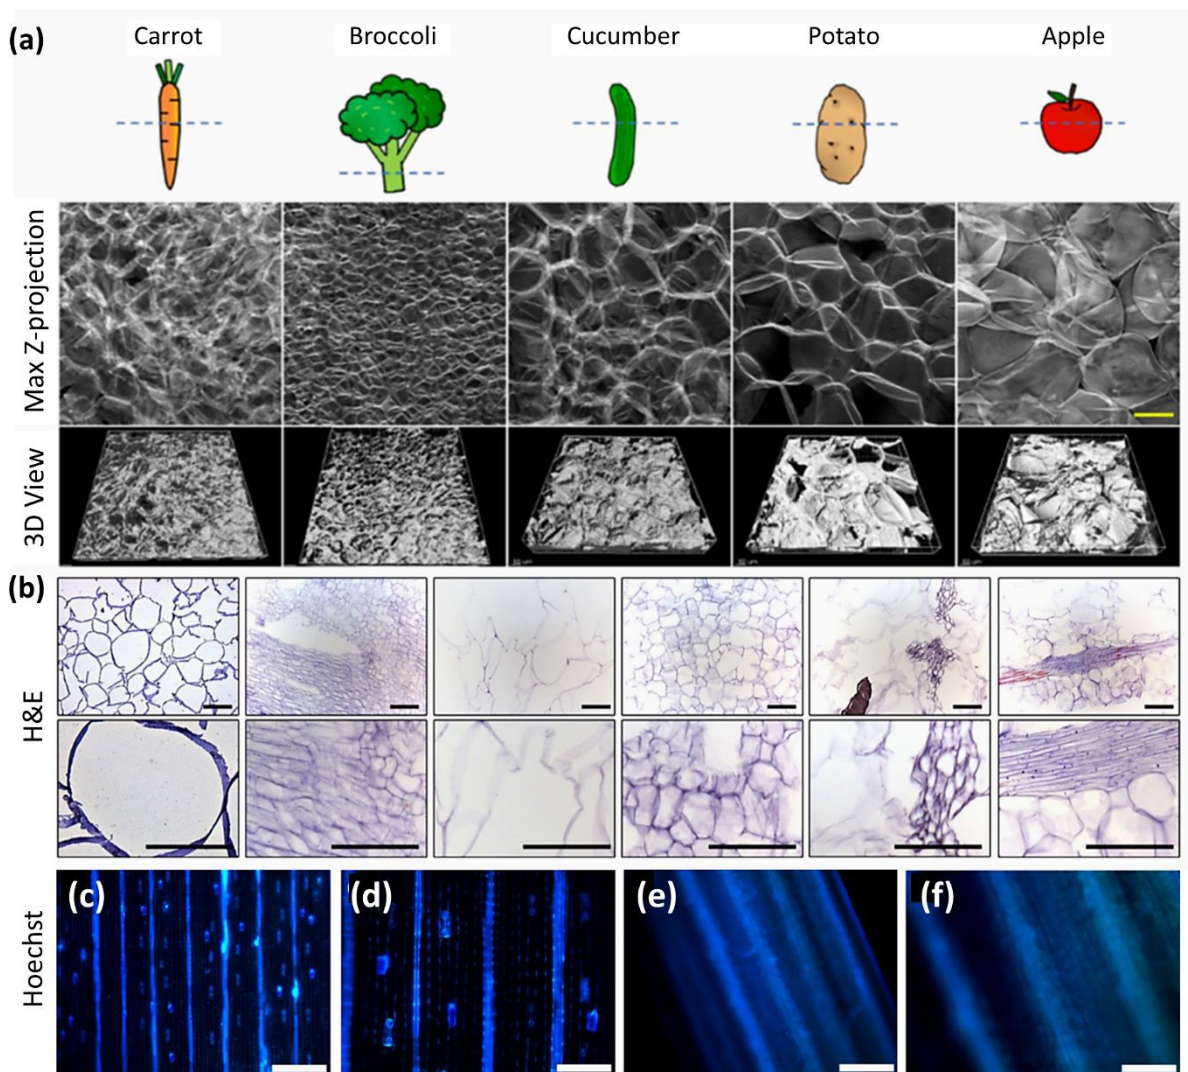 (a)
Carrot
Broccoli
Cucumber
Potato
Apple
Max Z-projection
3D View
(b)
H&E
Hoechst
(c)
(d)
(e)
(f)